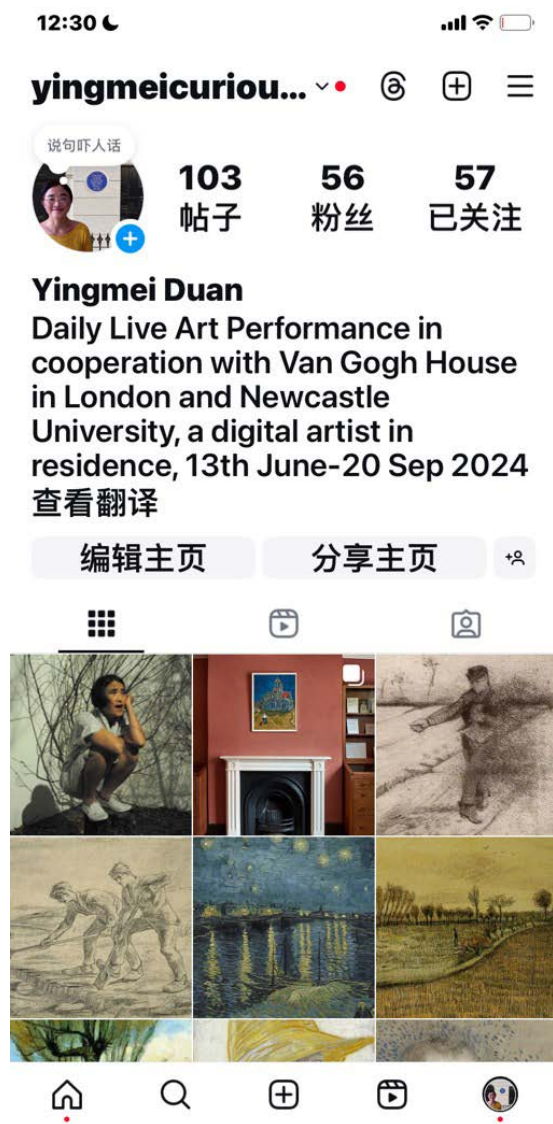 12:30
yingmeicuriou...
说句吓人话
103
帖子
56
粉丝
57
已关注
Yingmei Duan
Daily Live Art Performance in
cooperation with Van Gogh House
in London and Newcastle
University, a digital artist in
residence, 13th June-20 Sep 2024
查看翻译
编辑主页
分享主页